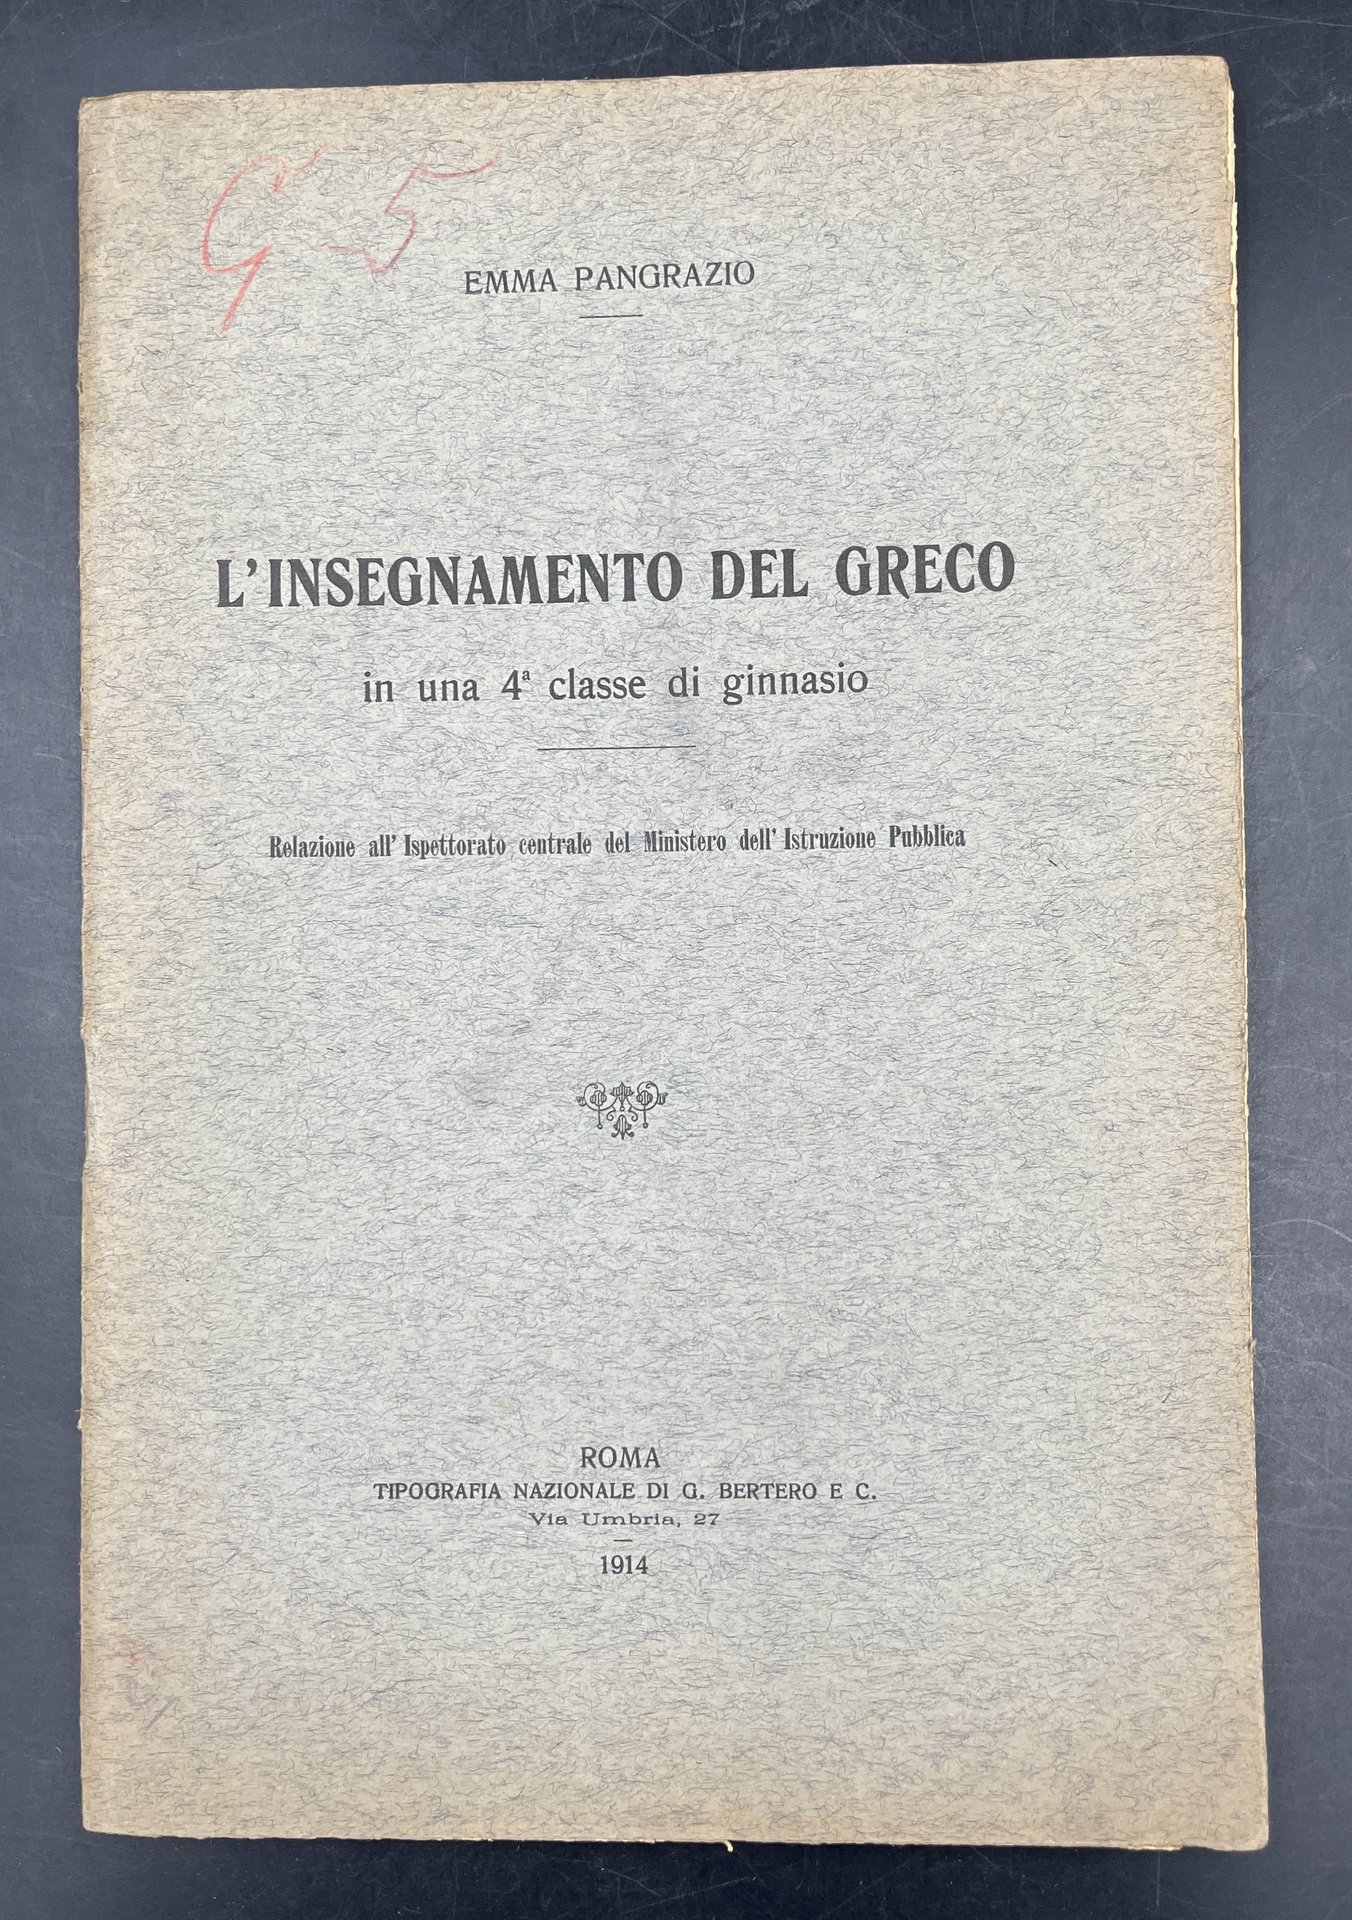 G 5
EMMA PANGRAZIO
L'INSEGNAMENTO DEL GRECO
in una 4ª classe di ginnasio
Relazione all' Ispettorato centrale del Ministero dell' Istruzione Pubblica
ROMA
TIPOGRAFIA NAZIONALE DI G. BERTERO E C.
Via Umbria, 27
1914